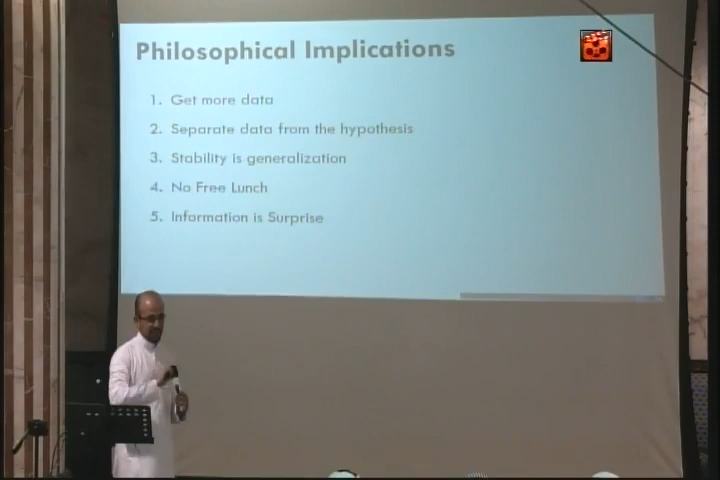 Philosophical Implications
1. Get more data
2. Separate data from the hypothesis
3. Stability is generalization
4. No Free Lunch
5. Information is Surprise